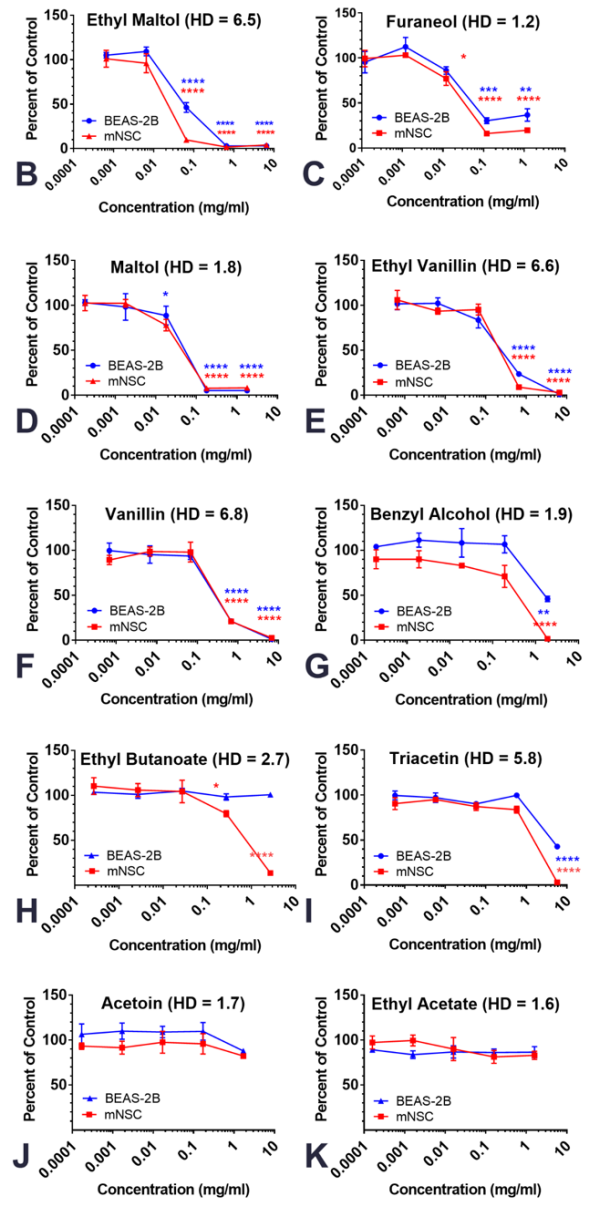 Ethyl Maltol (HD = 6.5)
Percent of Control
150
100
50
0
****
****
****
****
****
****
BEAS-2B
mNSC
0.0001
0.001
0.01
0.1
1
10
Concentration (mg/ml)
B
Furaneol (HD = 1.2)
Percent of Control
150
100
50
0
*
***
****
**
****
BEAS-2B
mNSC
0.0001
0.001
0.01
0.1
1
10
Concentration (mg/ml)
C
Maltol (HD = 1.8)
Percent of Control
150
100
50
0
*
****
****
****
****
BEAS-2B
mNSC
0.0001
0.001
0.01
0.1
1
10
Concentration (mg/ml)
D
Ethyl Vanillin (HD = 6.6)
Percent of Control
150
100
50
0
****
****
****
****
BEAS-2B
mNSC
0.0001
0.001
0.01
0.1
1
10
Concentration (mg/ml)
E
Vanillin (HD = 6.8)
Percent of Control
150
100
50
0
****
****
****
****
BEAS-2B
mNSC
0.0001
0.001
0.01
0.1
1
10
Concentration (mg/ml)
F
Benzyl Alcohol (HD = 1.9)
Percent of Control
150
100
50
0
**
****
BEAS-2B
mNSC
0.0001
0.001
0.01
0.1
1
10
Concentration (mg/ml)
G
Ethyl Butanoate (HD = 2.7)
Percent of Control
150
100
50
*
****
BEAS-2B
mNSC
0.0001
0.001
0.01
0.1
1
10
Concentration (mg/ml)
H
Triacetin (HD = 5.8)
Percent of Control
150
100
50
0
****
****
BEAS-2B
mNSC
0.0001
0.001
0.01
0.1
1
10
Concentration (mg/ml)
I
Acetoin (HD = 1.7)
Percent of Control
150
100
50
BEAS-2B
mNSC
0.0001
0.001
0.01
0.1
1
10
Concentration (mg/ml)
J
Ethyl Acetate (HD = 1.6)
Percent of Control
150
100
50
BEAS-2B
mNSC
0.0001
0.001
0.01
0.1
1
10
Concentration (mg/ml)
K